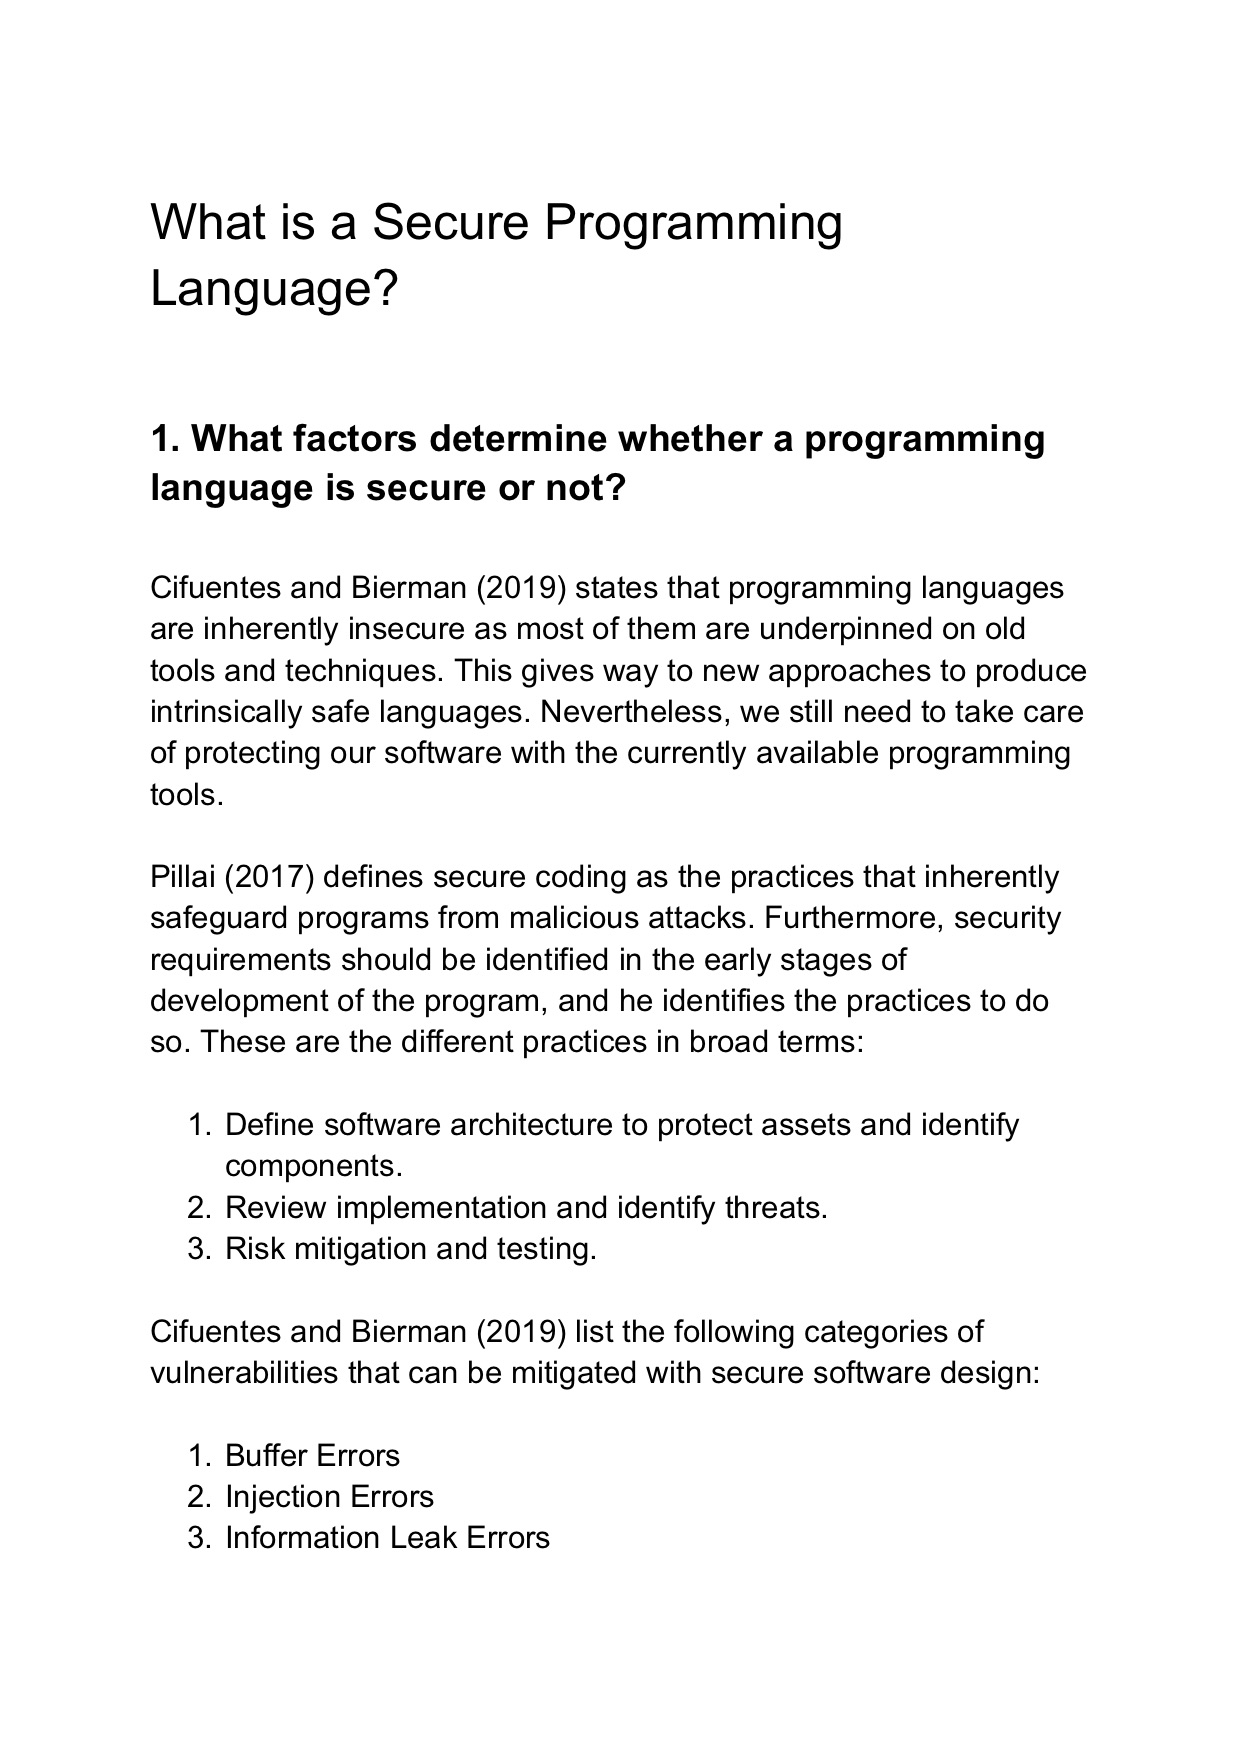 What is a Secure Programming
Language?
1. What factors determine whether a programming
language is secure or not?
Cifuentes and Bierman (2019) states that programming languages
are inherently insecure as most of them are underpinned on old
tools and techniques. This gives way to new approaches to produce
intrinsically safe languages. Nevertheless, we still need to take care
of protecting our software with the currently available programming
tools.
Pillai (2017) defines secure coding as the practices that inherently
safeguard programs from malicious attacks. Furthermore, security
requirements should be identified in the early stages of
development of the program, and he identifies the practices to do
so. These are the different practices in broad terms:
1. Define software architecture to protect assets and identify
components.
2. Review implementation and identify threats.
3. Risk mitigation and testing.
Cifuentes and Bierman (2019) list the following categories of
vulnerabilities that can be mitigated with secure software design:
1. Buffer Errors
2. Injection Errors
3. Information Leak Errors